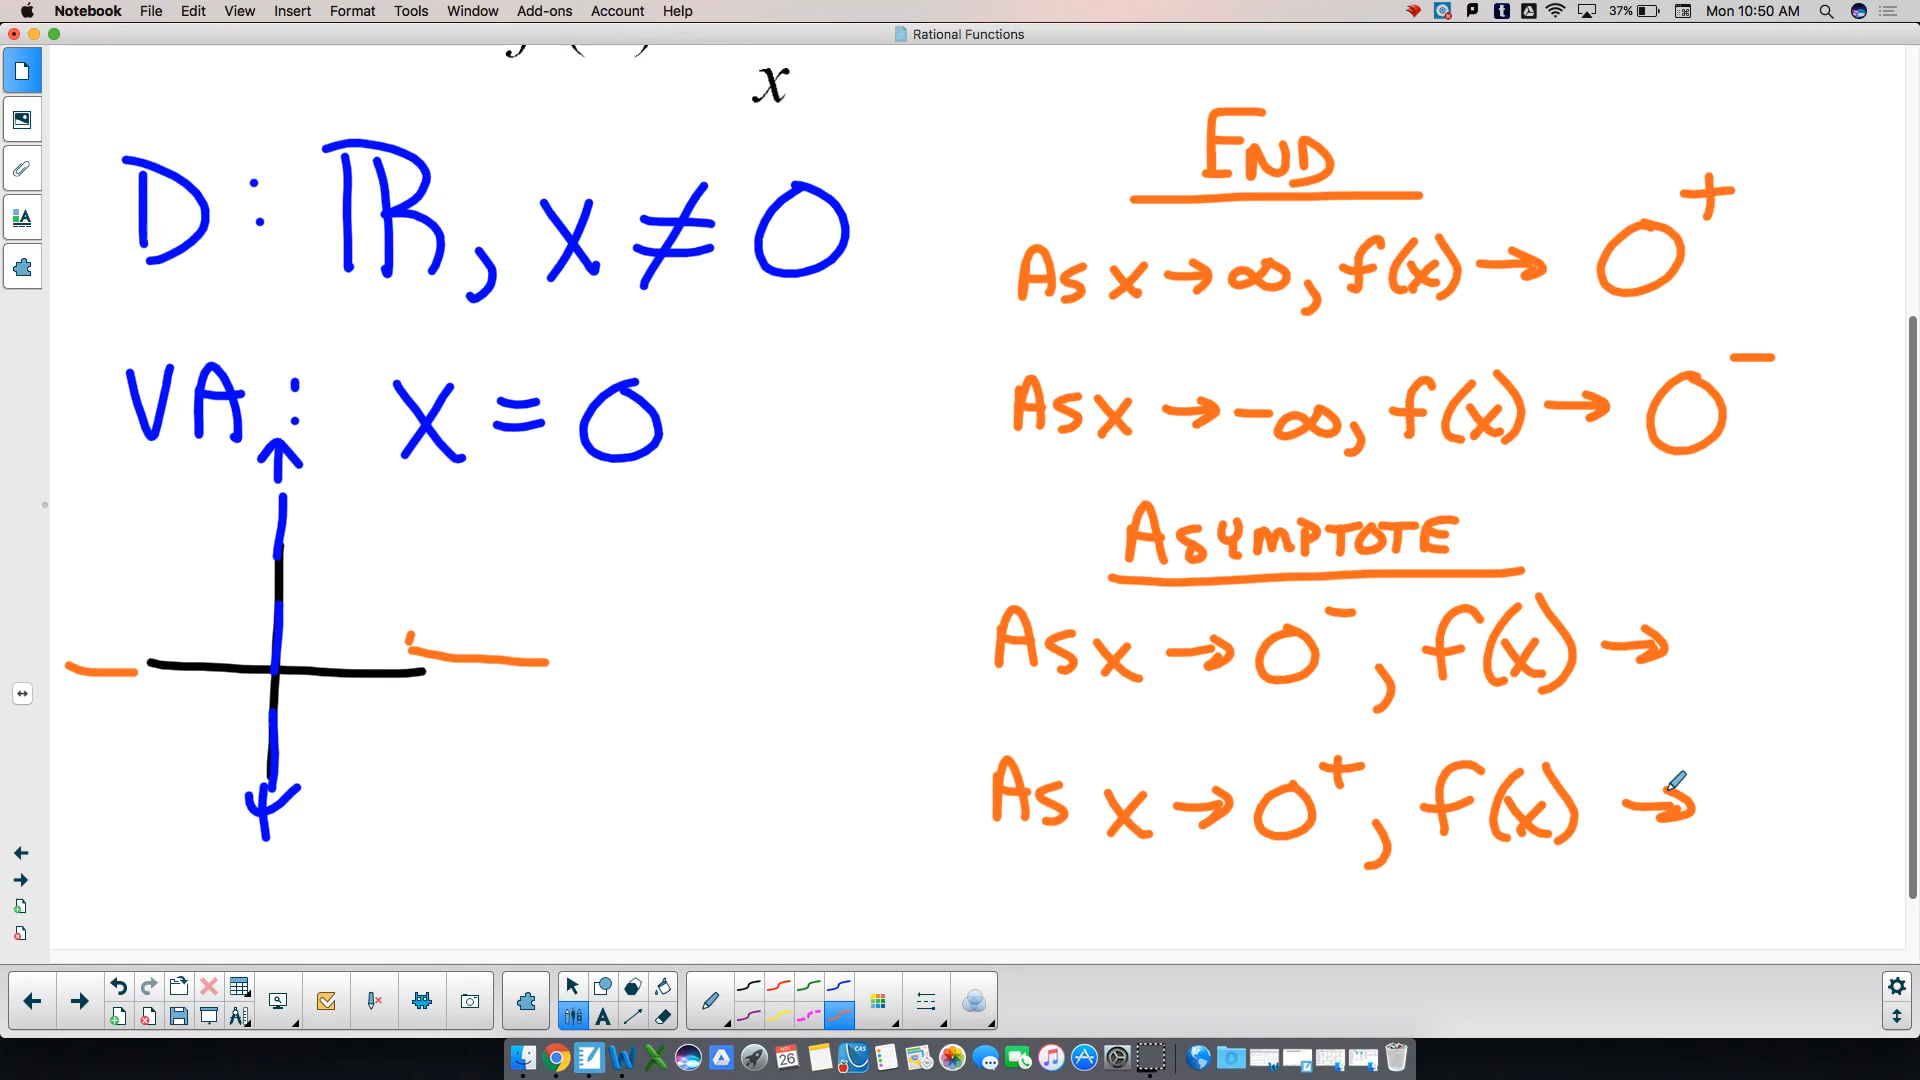 Notebook File Edit View Insert Format Tools Window Add-ons Account Help 37% Mon 10:50 AM
Rational Functions
x
D: ℝ, x ≠ 0
VA: x = 0
END
As x → ∞, f(x) → 0⁺
As x → -∞, f(x) → 0⁻
ASYMPTOTE
As x → 0⁻, f(x) →
As x → 0⁺, f(x) →